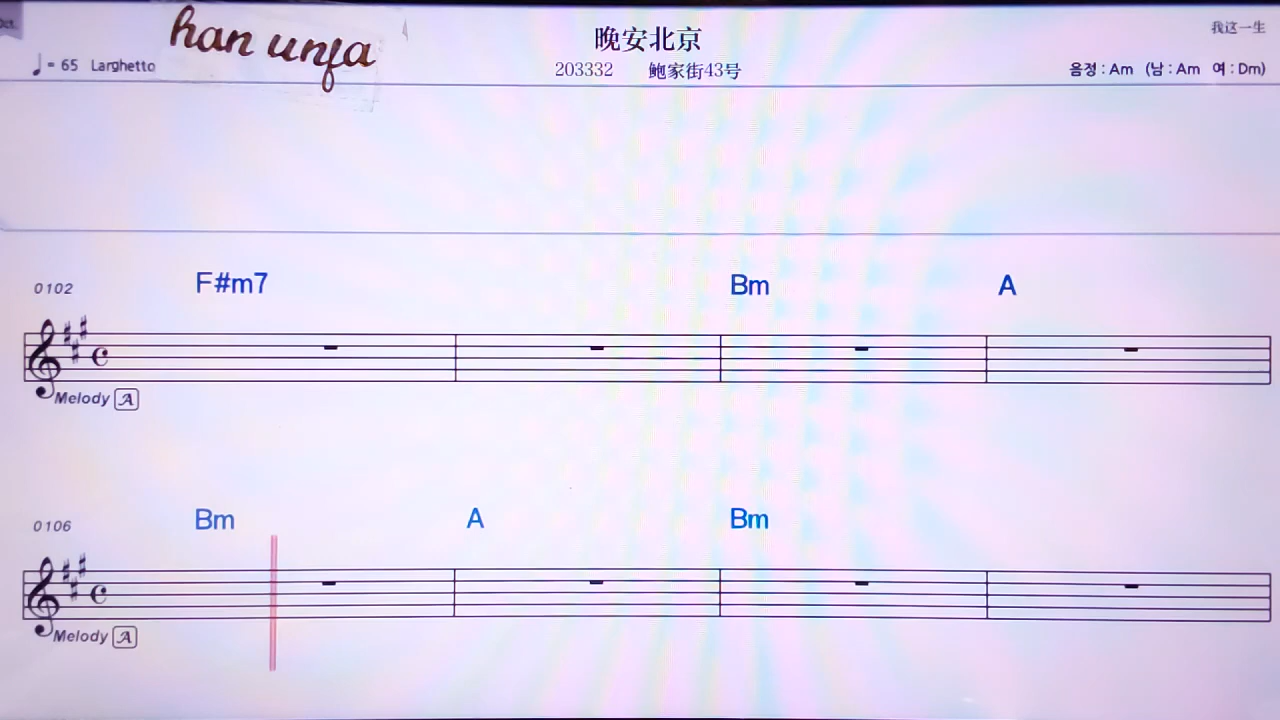 Oct.
han unfa
晚安北京
我这一生
♩= 65 Larghetto
203332 鲍家街43号
음정 : Am (남 : Am 여 : Dm)
0102 F#m7 Bm A
Melody A
0106 Bm A Bm
Melody A